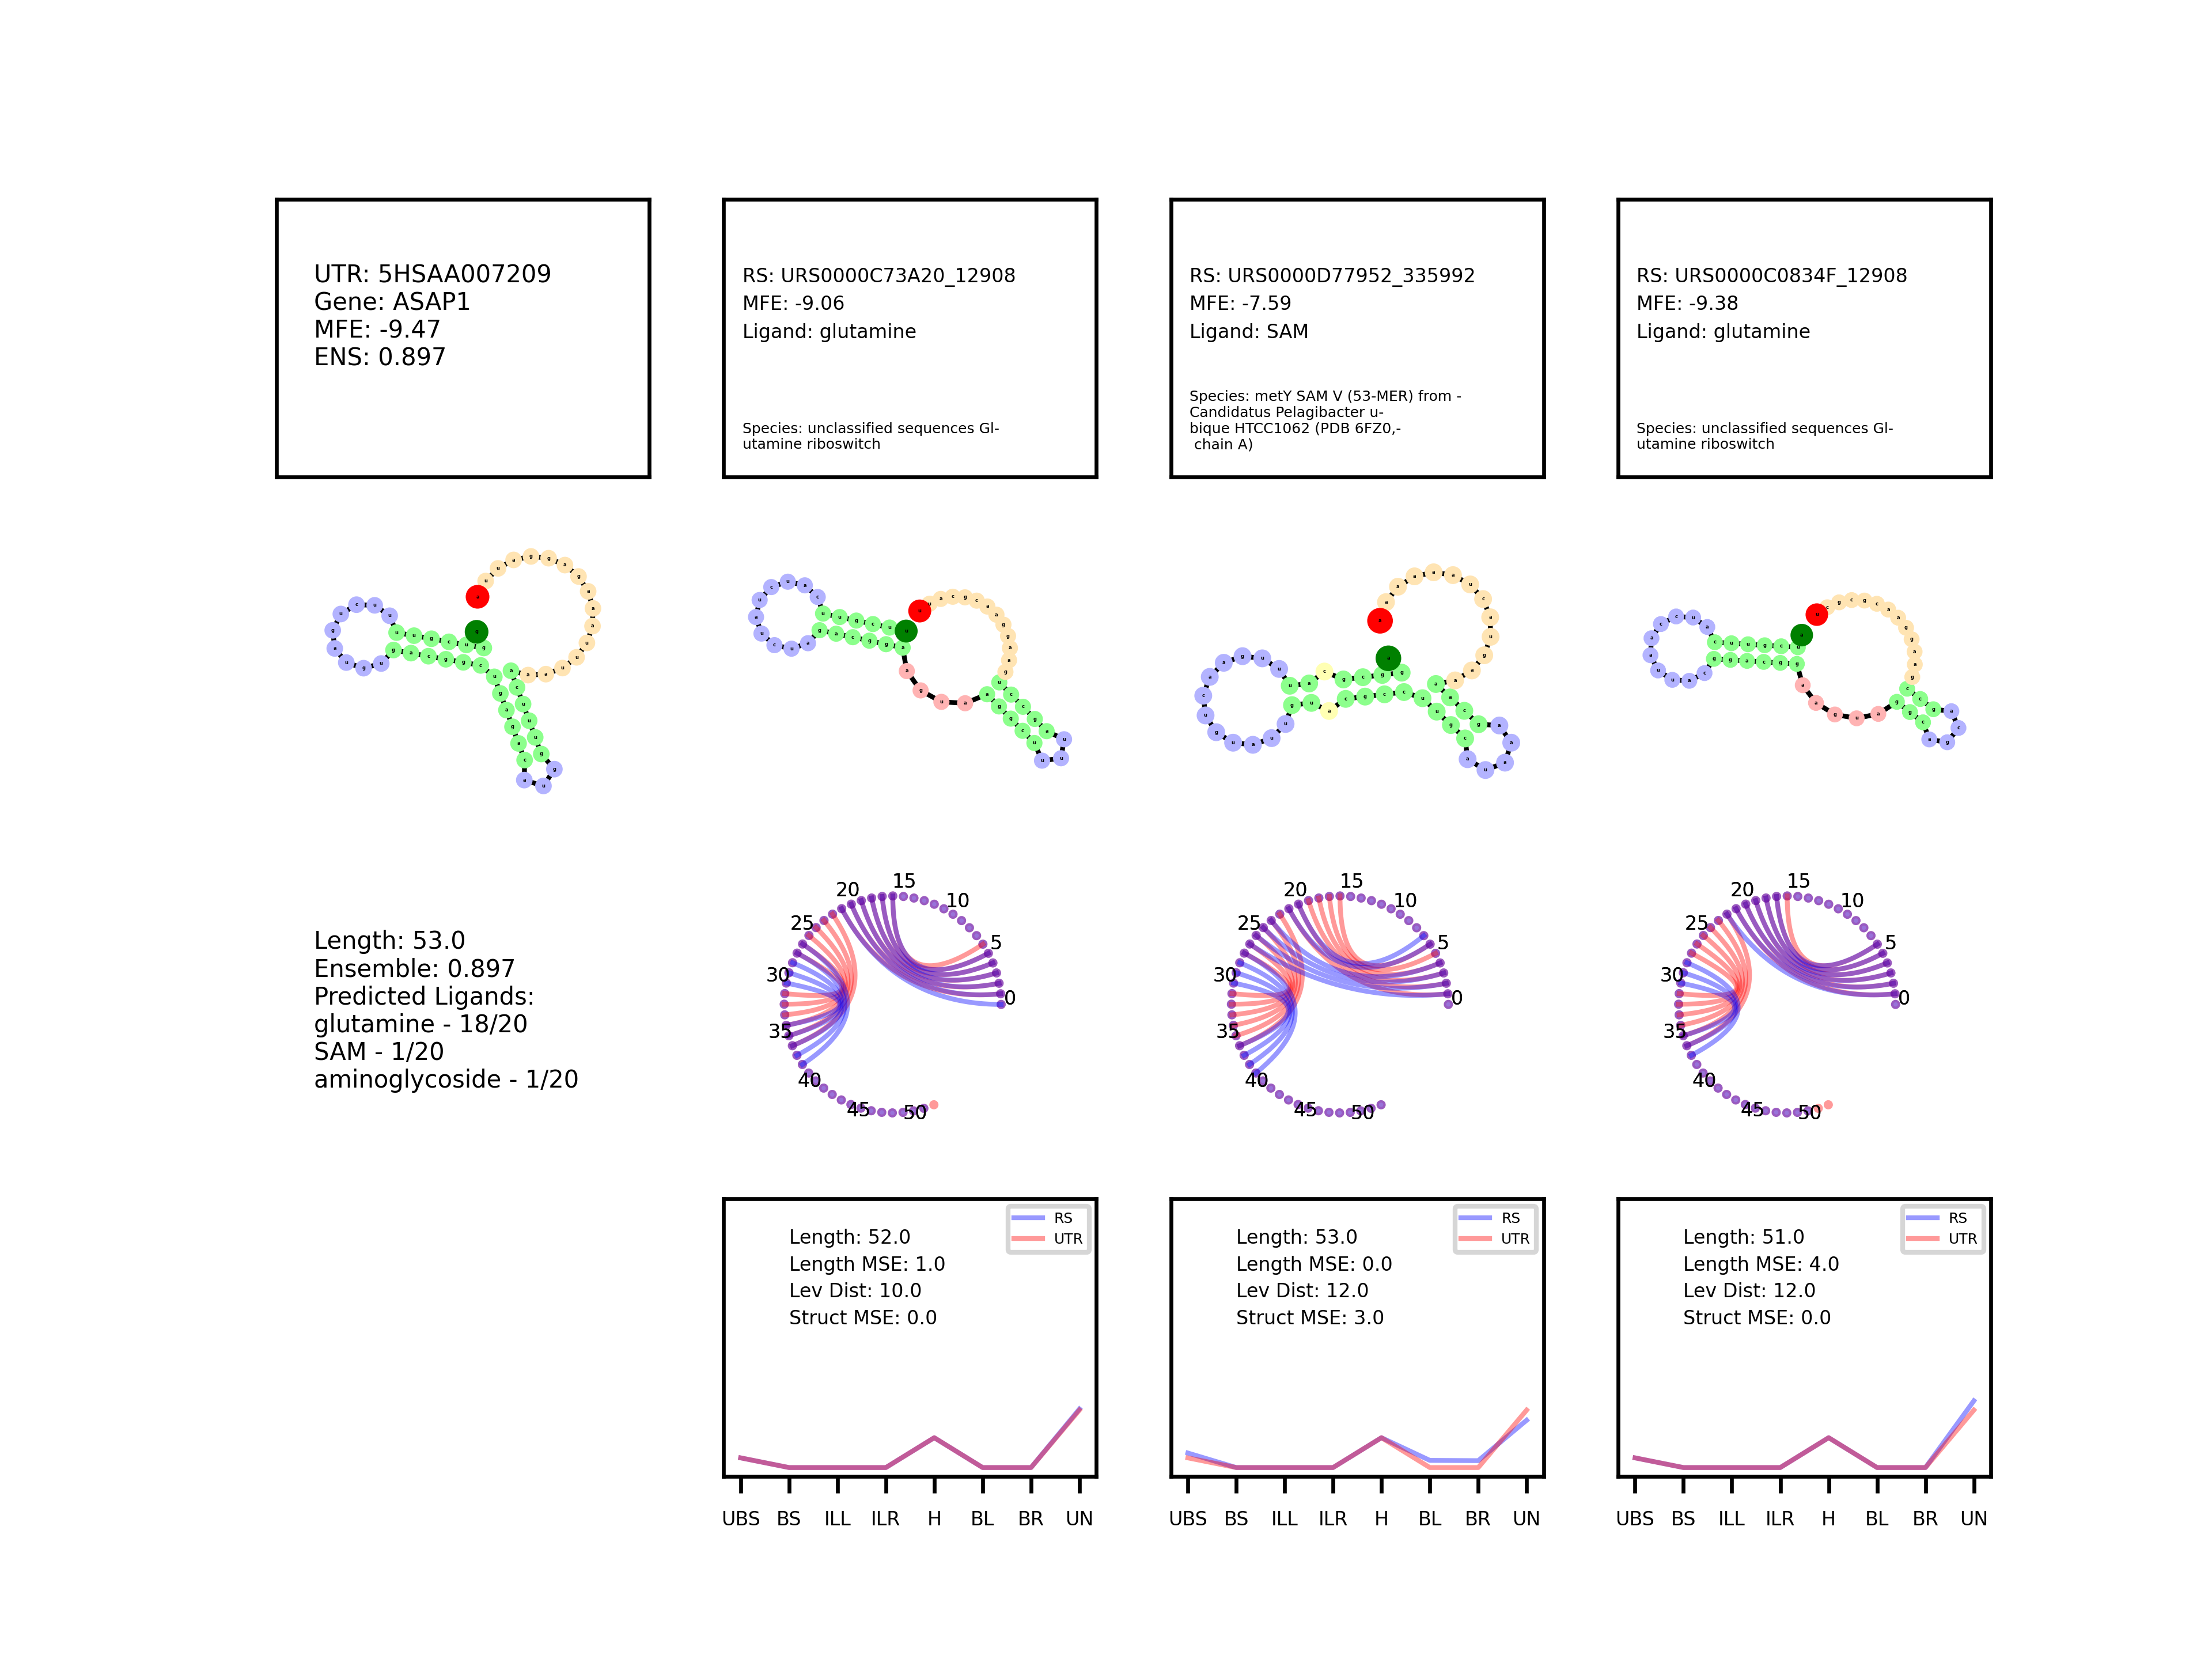 UTR: 5HSAA007209
Gene: ASAP1
MFE: -9.47
ENS: 0.897
RS: URS0000C73A20_12908
MFE: -9.06
Ligand: glutamine
Species: unclassified sequences Gl-
utamine riboswitch
RS: URS0000D77952_335992
MFE: -7.59
Ligand: SAM
Species: metY SAM V (53-MER) from -
Candidatus Pelagibacter u-
bique HTCC1062 (PDB 6FZ0,-
chain A)
RS: URS0000C0834F_12908
MFE: -9.38
Ligand: glutamine
Species: unclassified sequences Gl-
utamine riboswitch
Length: 53.0
Ensemble: 0.897
Predicted Ligands:
glutamine - 18/20
SAM - 1/20
aminoglycoside - 1/20
0
5
10
15
20
25
30
35
40
45
50
0
5
10
15
20
25
30
35
40
45
50
0
5
10
15
20
25
30
35
40
45
50
RS
UTR
Length: 52.0
Length MSE: 1.0
Lev Dist: 10.0
Struct MSE: 0.0
UBS BS ILL ILR H BL BR UN
RS
UTR
Length: 53.0
Length MSE: 0.0
Lev Dist: 12.0
Struct MSE: 3.0
UBS BS ILL ILR H BL BR UN
RS
UTR
Length: 51.0
Length MSE: 4.0
Lev Dist: 12.0
Struct MSE: 0.0
UBS BS ILL ILR H BL BR UN